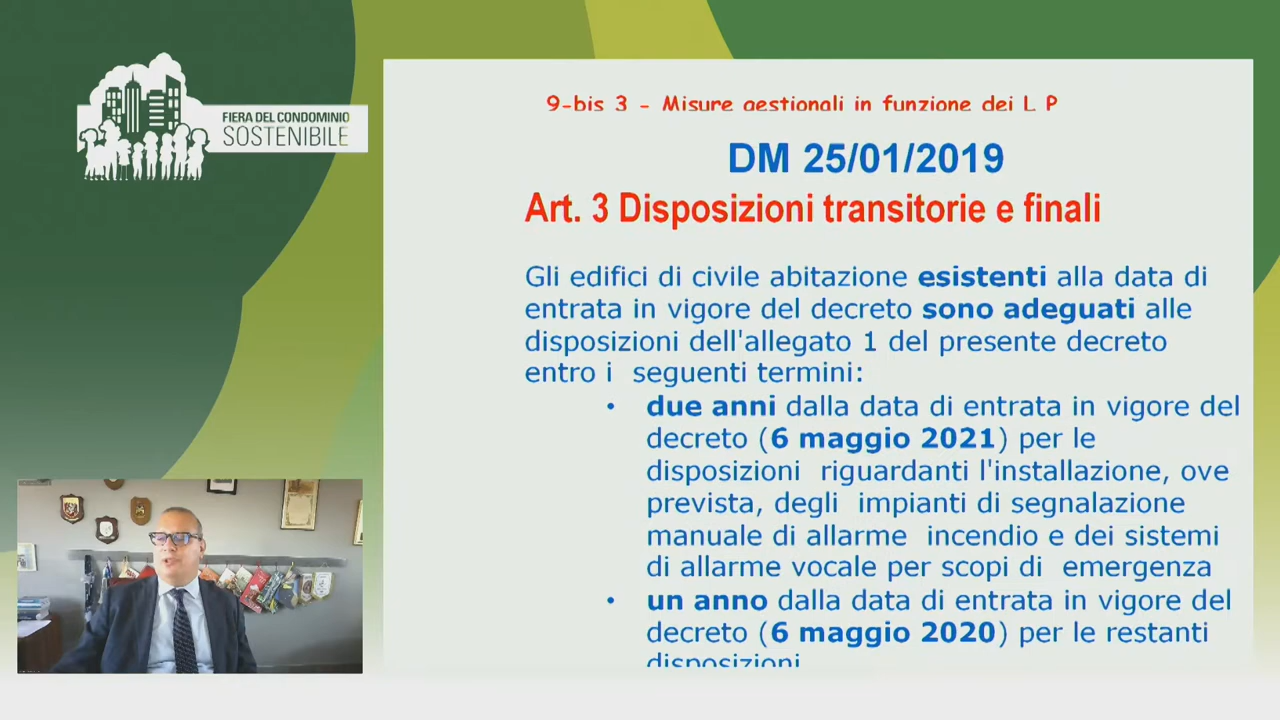 FIERA DEL CONDOMINIO
SOSTENIBILE
9-bis 3 - Misure gestionali in funzione dei L P
DM 25/01/2019
Art. 3 Disposizioni transitorie e finali
Gli edifici di civile abitazione esistenti alla data di
entrata in vigore del decreto sono adeguati alle
disposizioni dell'allegato 1 del presente decreto
entro i seguenti termini:
• due anni dalla data di entrata in vigore del
decreto (6 maggio 2021) per le
disposizioni riguardanti l'installazione, ove
prevista, degli impianti di segnalazione
manuale di allarme incendio e dei sistemi
di allarme vocale per scopi di emergenza
• un anno dalla data di entrata in vigore del
decreto (6 maggio 2020) per le restanti
disposizioni